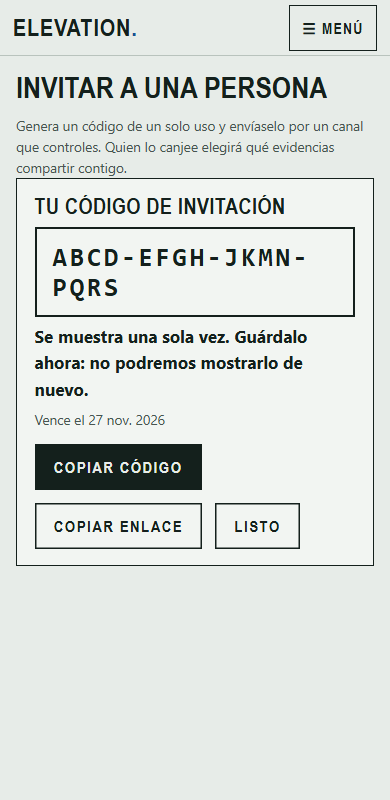 ELEVATION.
☰ MENÚ
INVITAR A UNA PERSONA
Genera un código de un solo uso y envíaselo por un canal
que controles. Quien lo canjee elegirá qué evidencias
compartir contigo.
TU CÓDIGO DE INVITACIÓN
ABCD-EFGH-JKMN-
PQRS
Se muestra una sola vez. Guárdalo
ahora: no podremos mostrarlo de
nuevo.
Vence el 27 nov. 2026
COPIAR CÓDIGO
COPIAR ENLACE
LISTO